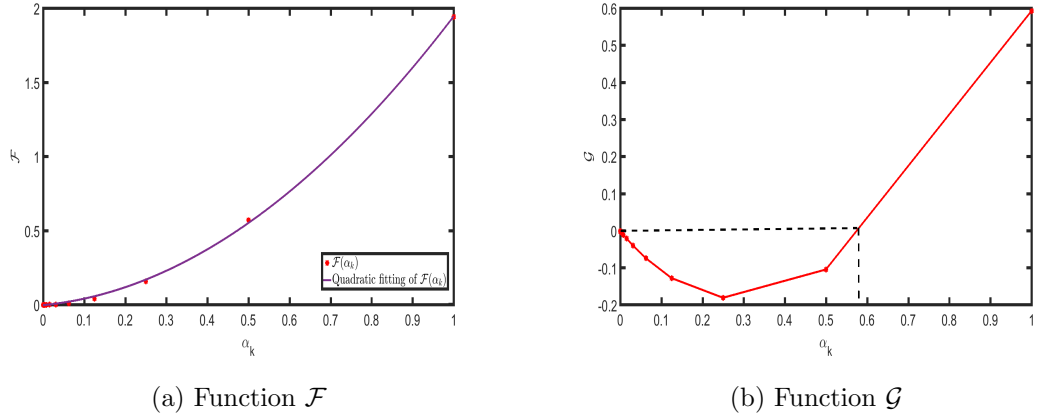 2
1.5
1
0.5
0
ℱ
0 0.1 0.2 0.3 0.4 0.5 0.6 0.7 0.8 0.9 1
α_k
ℱ(α_k)
Quadratic fitting of ℱ(α_k)
(a) Function ℱ
0.6
0.5
0.4
0.3
0.2
0.1
0
-0.1
-0.2
𝒢
0 0.1 0.2 0.3 0.4 0.5 0.6 0.7 0.8 0.9 1
α_k
(b) Function 𝒢